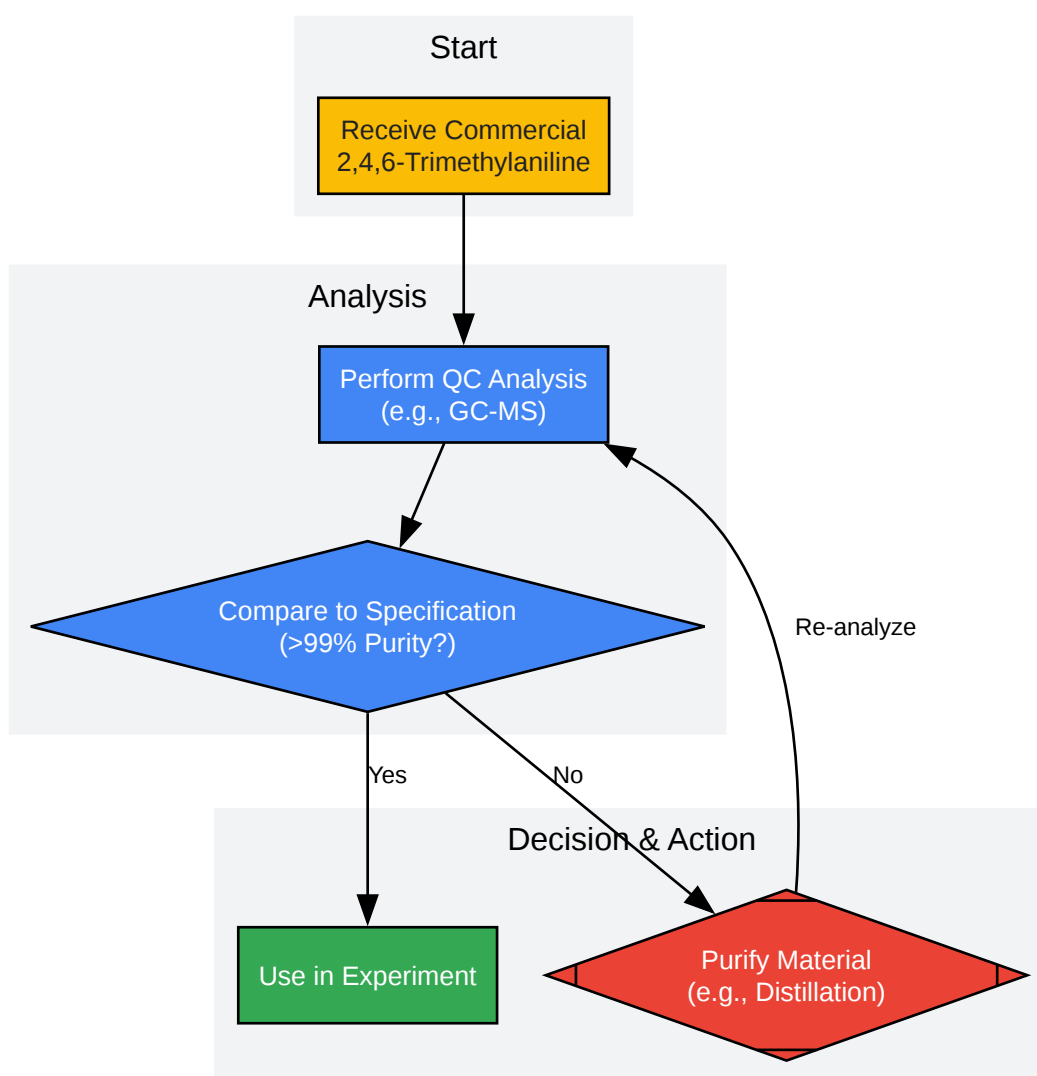 Start
Receive Commercial
2,4,6-Trimethylaniline
Analysis
Perform QC Analysis
(e.g., GC-MS)
Compare to Specification
(>99% Purity?)
Re-analyze
Yes
No
Decision & Action
Use in Experiment
Purify Material
(e.g., Distillation)